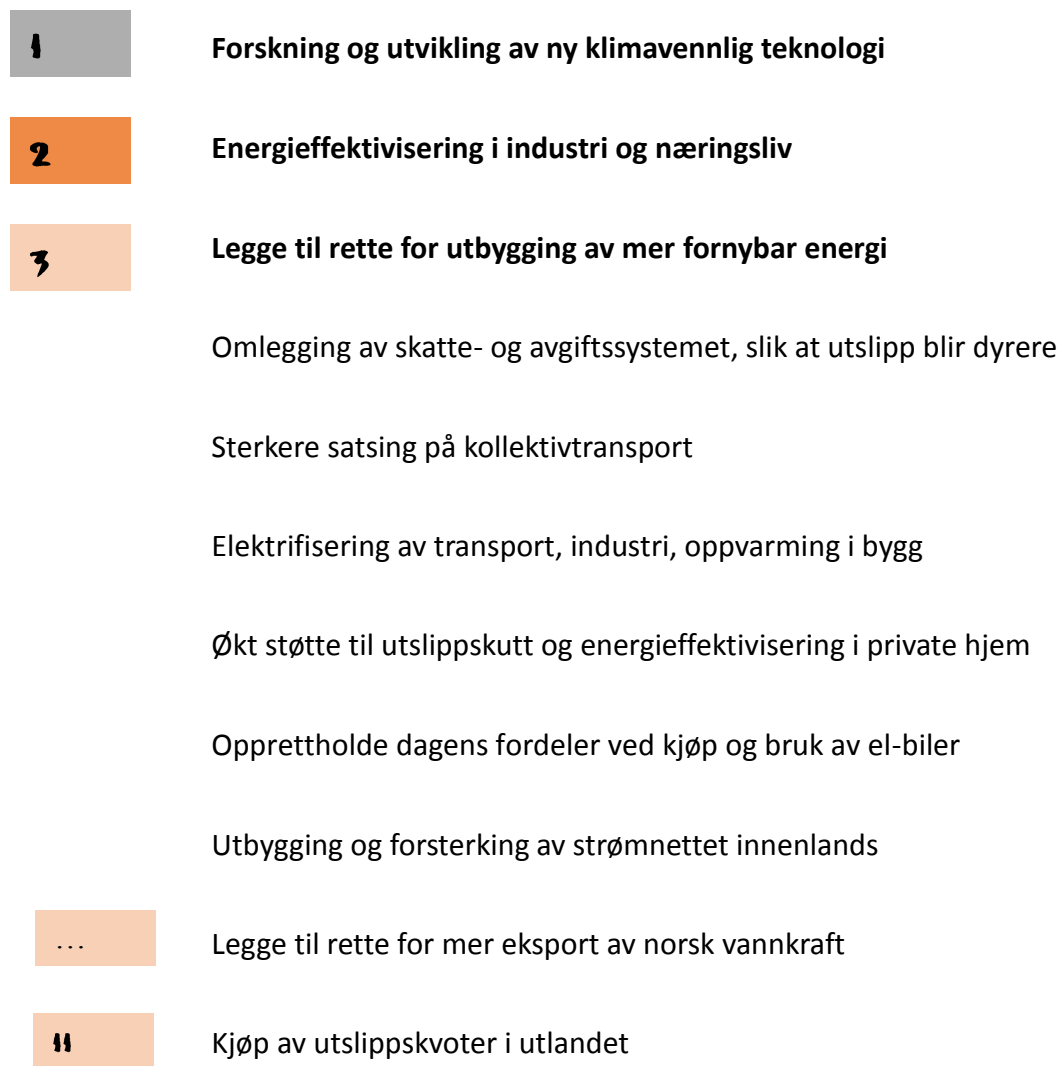 1 Forskning og utvikling av ny klimavennlig teknologi
2 Energieffektivisering i industri og næringsliv
3 Legge til rette for utbygging av mer fornybar energi
Omlegging av skatte- og avgiftssystemet, slik at utslipp blir dyrere
Sterkere satsing på kollektivtransport
Elektrifisering av transport, industri, oppvarming i bygg
Økt støtte til utslippskutt og energieffektivisering i private hjem
Opprettholde dagens fordeler ved kjøp og bruk av el-biler
Utbygging og forsterking av strømnettet innenlands
... Legge til rette for mer eksport av norsk vannkraft
11 Kjøp av utslippskvoter i utlandet